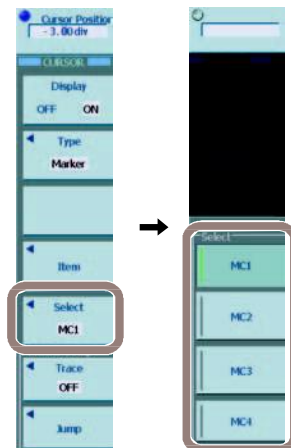 Cursor Position
- 3.00div
CURSOR
Display
OFF ON
Type
Marker
Item
Select
MC1
Trace
OFF
Jump
Select
MC1
MC2
MC3
MC4